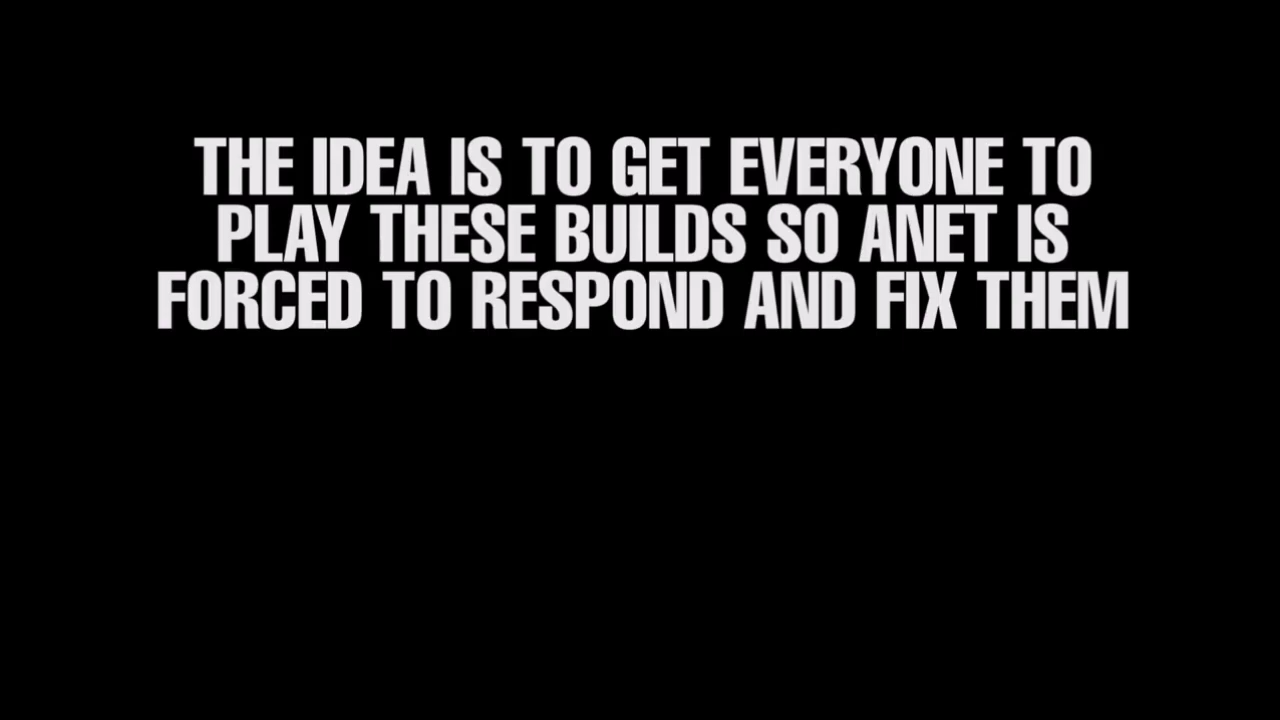 THE IDEA IS TO GET EVERYONE TO
PLAY THESE BUILDS SO ANET IS
FORCED TO RESPOND AND FIX THEM